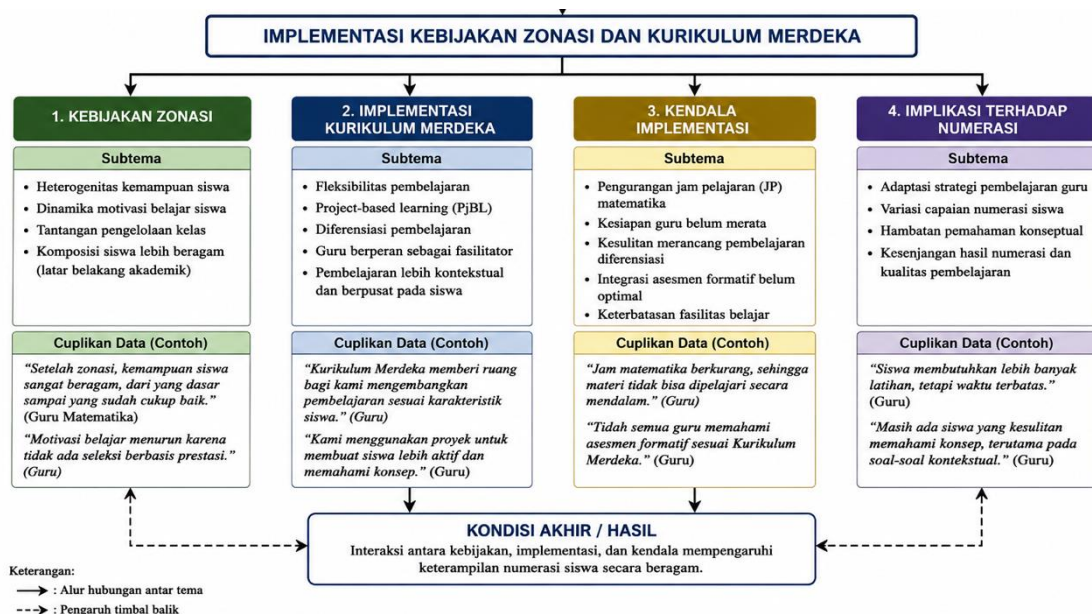 IMPLEMENTASI KEBIJAKAN ZONASI DAN KURIKULUM MERDEKA
1. KEBIJAKAN ZONASI
Subtema
• Heterogenitas kemampuan siswa
• Dinamika motivasi belajar siswa
• Tantangan pengelolaan kelas
• Komposisi siswa lebih beragam
(latar belakang akademik)
Cuplikan Data (Contoh)
“Setelah zonasi, kemampuan siswa
sangat beragam, dari yang dasar
sampai yang sudah cukup baik.”
(Guru Matematika)
“Motivasi belajar menurun karena
tidak ada seleksi berbasis prestasi.”
(Guru)
2. IMPLEMENTASI
KURIKULUM MERDEKA
Subtema
• Fleksibilitas pembelajaran
• Project-based learning (PjBL)
• Diferensiasi pembelajaran
• Guru berperan sebagai fasilitator
• Pembelajaran lebih kontekstual
dan berpusat pada siswa
Cuplikan Data (Contoh)
“Kurikulum Merdeka memberi ruang
bagi kami mengembangkan
pembelajaran sesuai karakteristik
siswa.” (Guru)
“Kami menggunakan proyek untuk
membuat siswa lebih aktif dan
memahami konsep.” (Guru)
3. KENDALA
IMPLEMENTASI
Subtema
• Pengurangan jam pelajaran (JP)
matematika
• Kesiapan guru belum merata
• Kesulitan merancang pembelajaran
diferensiasi
• Integrasi asesmen formatif belum
optimal
• Keterbatasan fasilitas belajar
Cuplikan Data (Contoh)
“Jam matematika berkurang, sehingga
materi tidak bisa dipelajari secara
mendalam.” (Guru)
“Tidak semua guru memahami
asesmen formatif sesuai Kurikulum
Merdeka.” (Guru)
4. IMPLIKASI TERHADAP
NUMERASI
Subtema
• Adaptasi strategi pembelajaran guru
• Variasi capaian numerasi siswa
• Hambatan pemahaman konseptual
• Kesenjangan hasil numerasi dan
kualitas pembelajaran
Cuplikan Data (Contoh)
“Siswa membutuhkan lebih banyak
latihan, tetapi waktu terbatas.”
(Guru)
“Masih ada siswa yang kesulitan
memahami konsep, terutama pada
soal-soal kontekstual.” (Guru)
KONDISI AKHIR / HASIL
Interaksi antara kebijakan, implementasi, dan kendala mempengaruhi
keterampilan numerasi siswa secara beragam.
Keterangan:
: Alur hubungan antar tema
: Pengaruh timbal balik